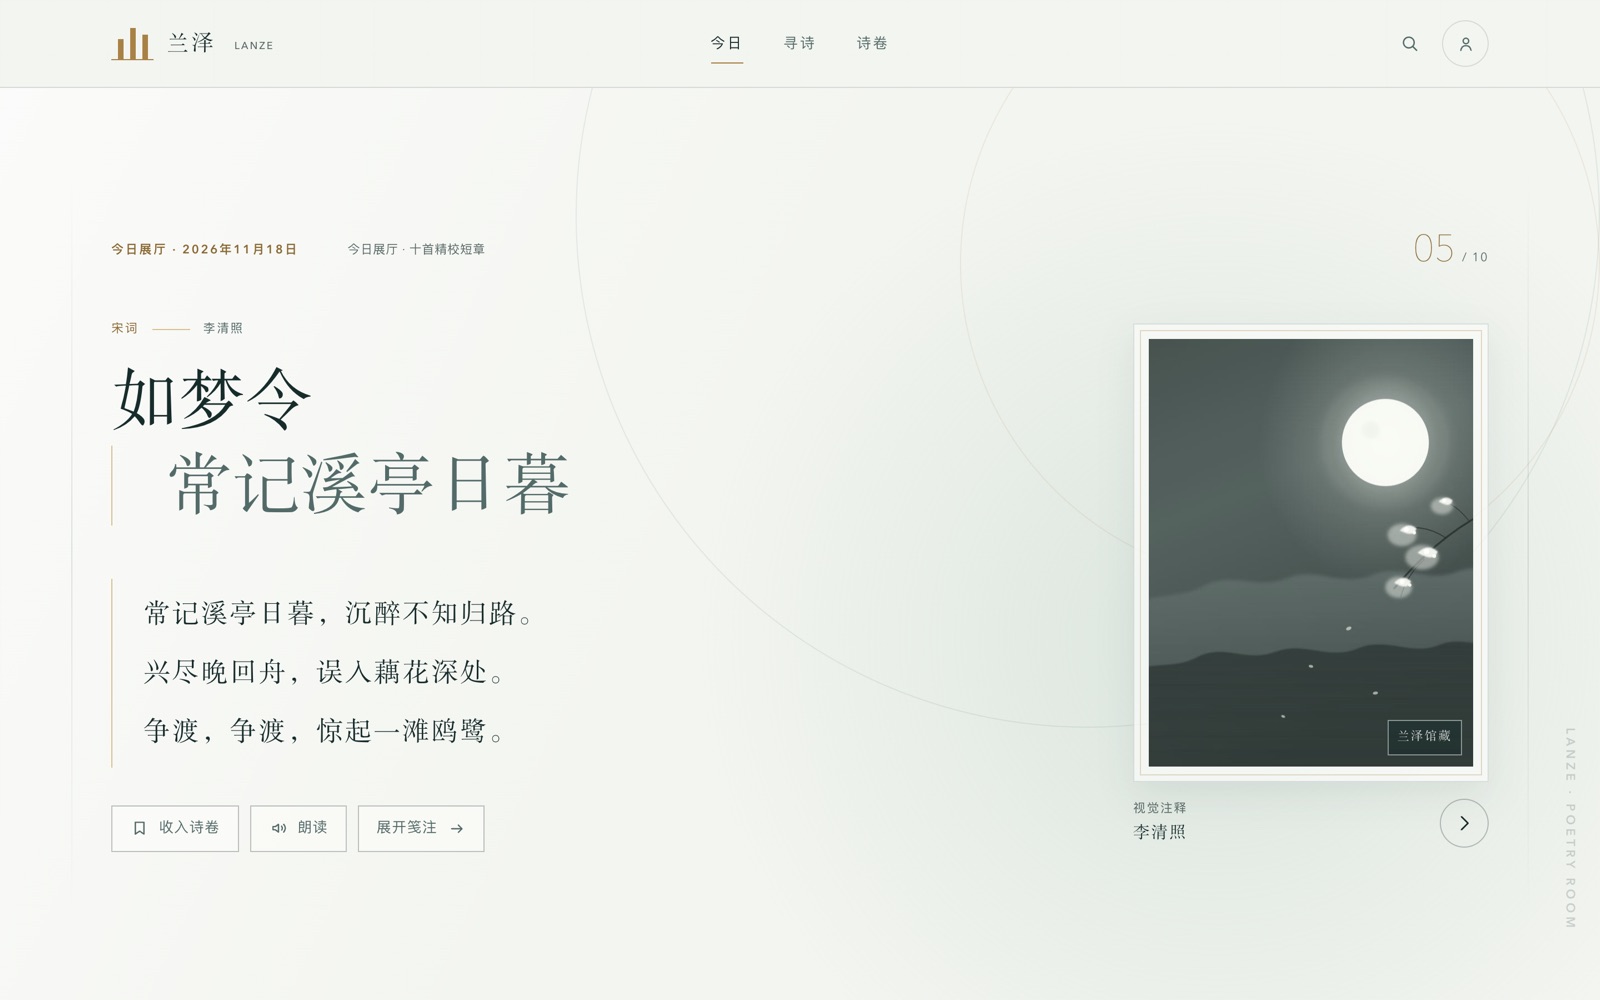 兰泽 LANZE
今日 寻诗 诗卷
今日展厅 · 2026年11月18日 今日展厅 · 十首精校短章
05 / 10
宋词 李清照
如梦令
常记溪亭日暮
常记溪亭日暮，沉醉不知归路。
兴尽晚回舟，误入藕花深处。
争渡，争渡，惊起一滩鸥鹭。
收入诗卷 朗读 展开笺注
兰泽馆藏
视觉注释
李清照
LANZE · POETRY ROOM